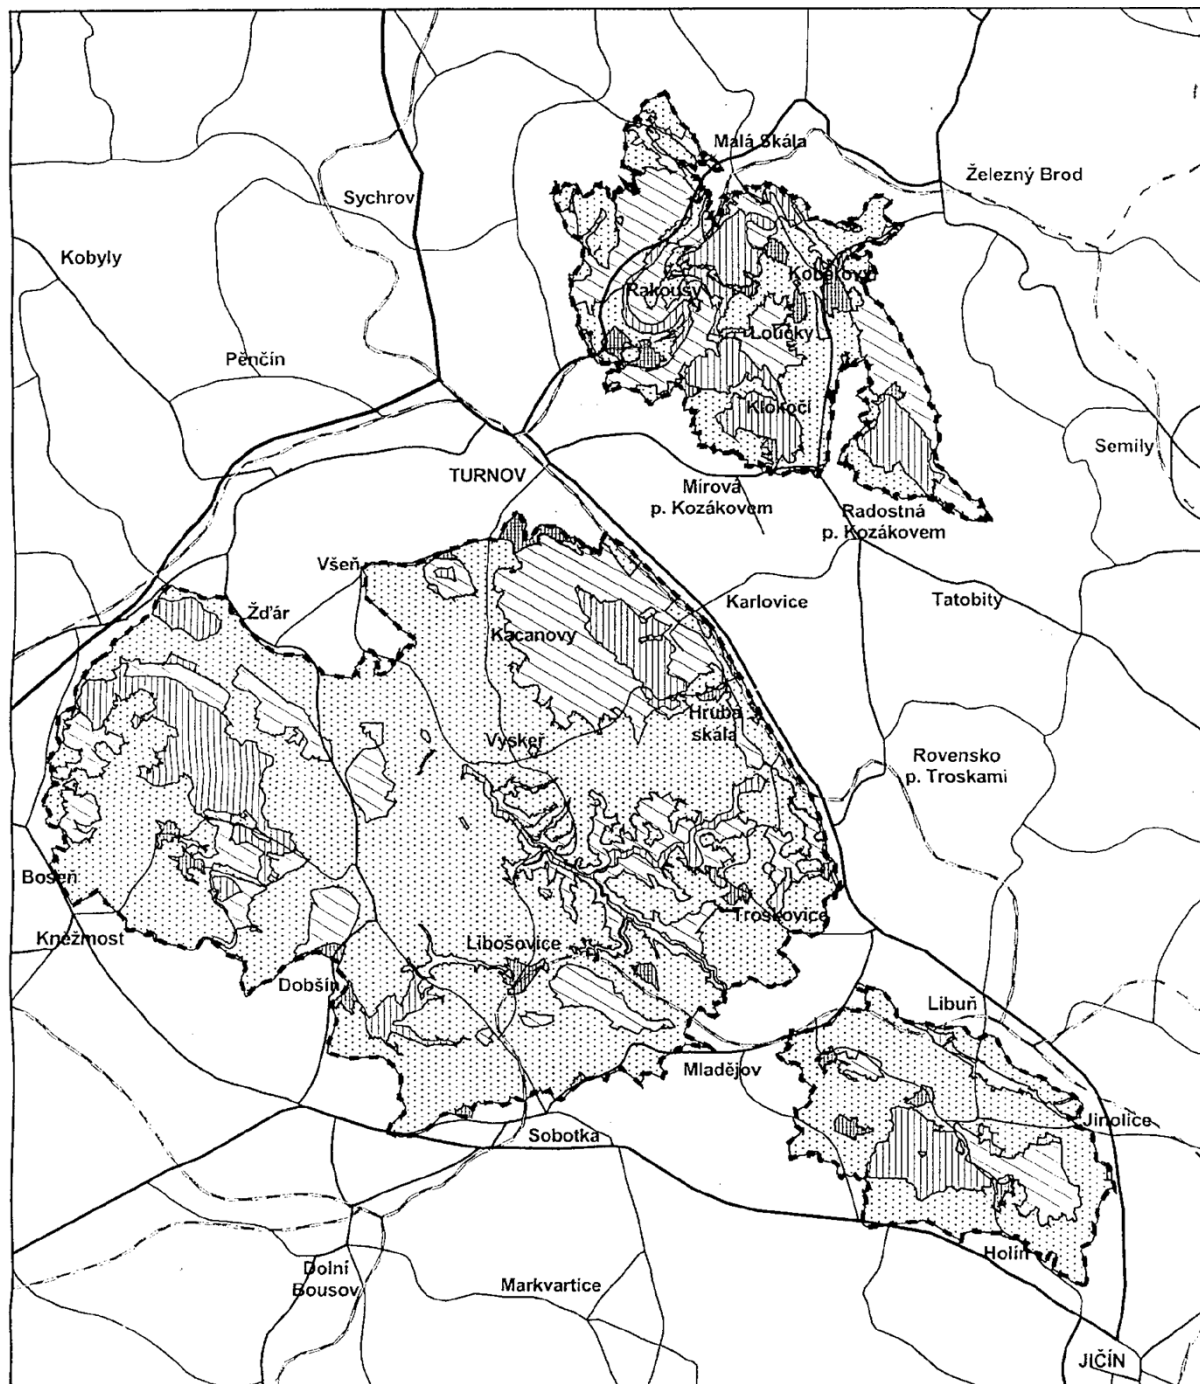 Malá Skála
Železný Brod
Sychrov
Kobyly
Koberovy
Rakousy
Loučky
Pěnčín
Klokočí
Semily
TURNOV
Mírová
p. Kozákovem
Radostná
p. Kozákovem
Všeň
Žďár
Karlovice
Tatobity
Kacanovy
Hrubá
skála
Vyskeř
Rovensko
p. Troskami
Boseň
Troskovice
Kněžmost
Libošovice
Dobšín
Libuň
Mladějov
Jinolice
Sobotka
Holín
Dolní
Bousov
Markvartice
JIČÍN